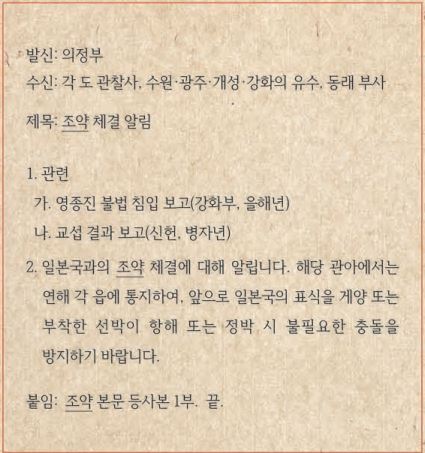 발신: 의정부
수신: 각 도 관찰사, 수원·광주·개성·강화의 유수, 동래 부사
제목: 조약 체결 알림
1. 관련
가. 영종진 불법 침입 보고(강화부, 을해년)
나. 교섭 결과 보고(신헌, 병자년)
2. 일본국과의 조약 체결에 대해 알립니다. 해당 관아에서는
연해 각 읍에 통지하여, 앞으로 일본국의 표식을 게양 또는
부착한 선박이 항해 또는 정박 시 불필요한 충돌을
방지하기 바랍니다.
붙임: 조약 본문 등사본 1부. 끝.